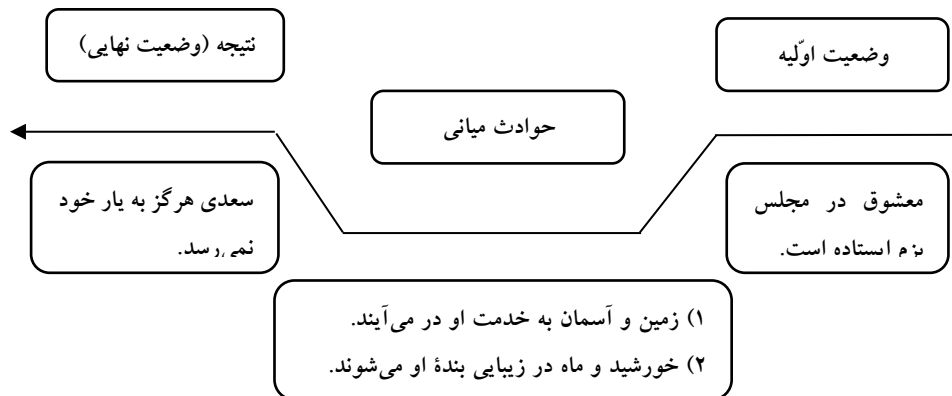 وضعیت اوّلیه
نتیجه (وضعیت نهایی)
حوادث میانی
معشوق در مجلس
بزم ایستاده است.
سعدی هرگز به یار خود
نمی‌رسد.
۱) زمین و آسمان به خدمت او در می‌آیند.
۲) خورشید و ماه در زیبایی بندهٔ او می‌شوند.